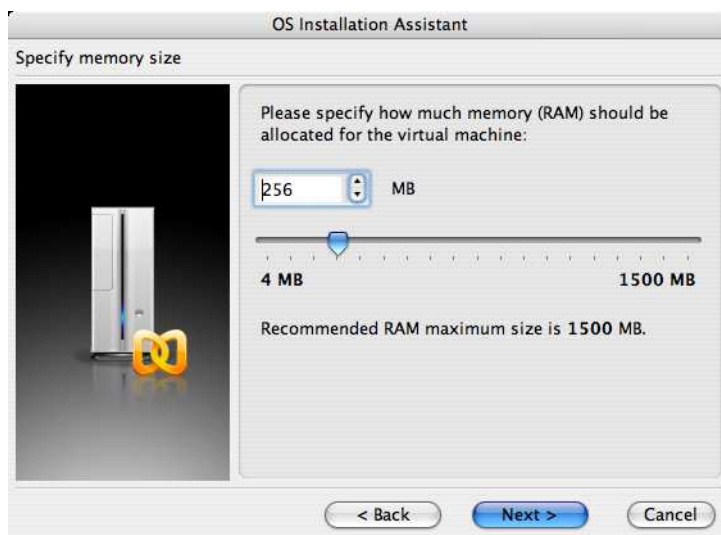 OS Installation Assistant
Specify memory size
Please specify how much memory (RAM) should be
allocated for the virtual machine:
256 MB
4 MB 1500 MB
Recommended RAM maximum size is 1500 MB.
< Back Next > Cancel